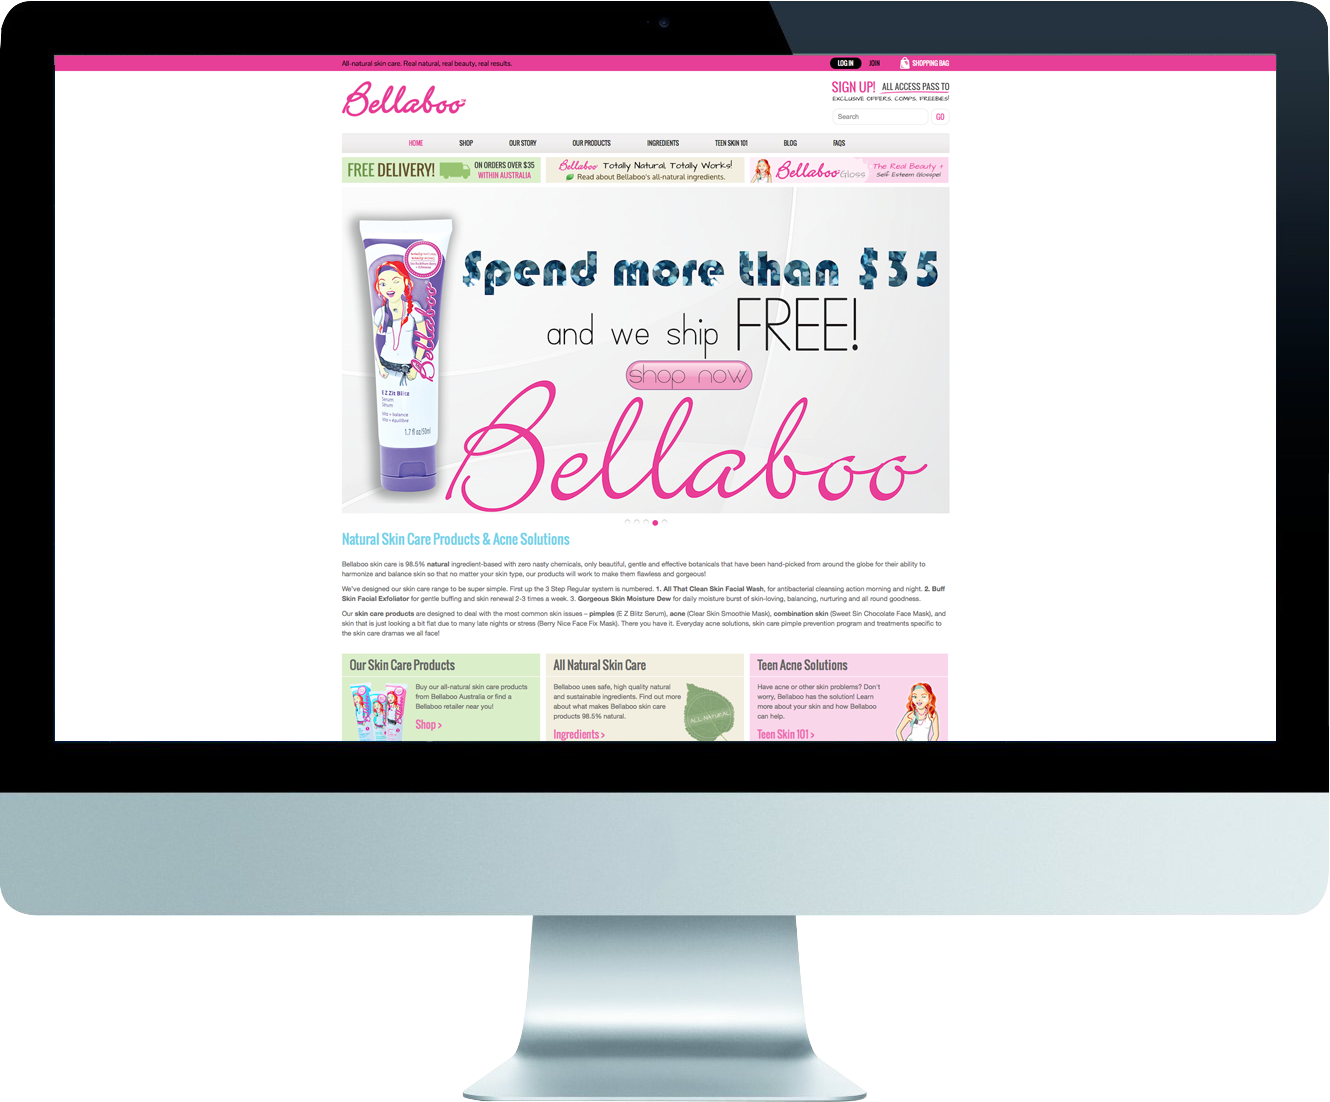 All-natural skin care. Real natural, real beauty, real results.
LOG IN JOIN SHOPPING BAG
Bellaboo
SIGN UP! ALL ACCESS PASS TO
EXCLUSIVE OFFERS. COMPS. FREEBIES!
Search GO
HOME SHOP OUR STORY OUR PRODUCTS INGREDIENTS TEEN SKIN 101 BLOG FAQS
FREE DELIVERY! ON ORDERS OVER $35
WITHIN AUSTRALIA
Bellaboo Totally Natural, Totally Works!
Read about Bellaboo's all-natural ingredients.
Bellaboo Gloss The Real Beauty +
Self Esteem Glossip!
Spend more than $35
and we ship FREE!
shop now
Bellaboo
Bellaboo
E Z Zit Blitz
Serum
Sérum
1.7 fl oz/50ml
Natural Skin Care Products & Acne Solutions
Bellaboo skin care is 98.5% natural ingredient-based with zero nasty chemicals, only beautiful, gentle and effective botanicals that have been hand-picked from around the globe for their ability to
harmonize and balance skin so that no matter your skin type, our products will work to make them flawless and gorgeous!
We've designed our skin care range to be super simple. First up the 3 Step Regular system is numbered. 1. All That Clean Skin Facial Wash, for antibacterial cleansing action morning and night. 2. Buff
Skin Facial Exfoliator for gentle buffing and skin renewal 2-3 times a week. 3. Gorgeous Skin Moisture Dew for daily moisture burst of skin-loving, balancing, nurturing and all round goodness.
Our skin care products are designed to deal with the most common skin issues – pimples (E Z Blitz Serum), acne (Clear Skin Smoothie Mask), combination skin (Sweet Sin Chocolate Face Mask), and
skin that is just looking a bit flat due to many late nights or stress (Berry Nice Face Fix Mask). There you have it. Everyday acne solutions, skin care pimple prevention program and treatments specific to
the skin care dramas we all face!
Our Skin Care Products
Buy our all-natural skin care products
from Bellaboo Australia or find a
Bellaboo retailer near you!
Shop >
All Natural Skin Care
Bellaboo uses safe, high quality natural
and sustainable ingredients. Find out more
about what makes Bellaboo skin care
products 98.5% natural.
ALL NATURAL
Ingredients >
Teen Acne Solutions
Have acne or other skin problems? Don't
worry, Bellaboo has the solution! Learn
more about your skin and how Bellaboo
can help.
Teen Skin 101 >